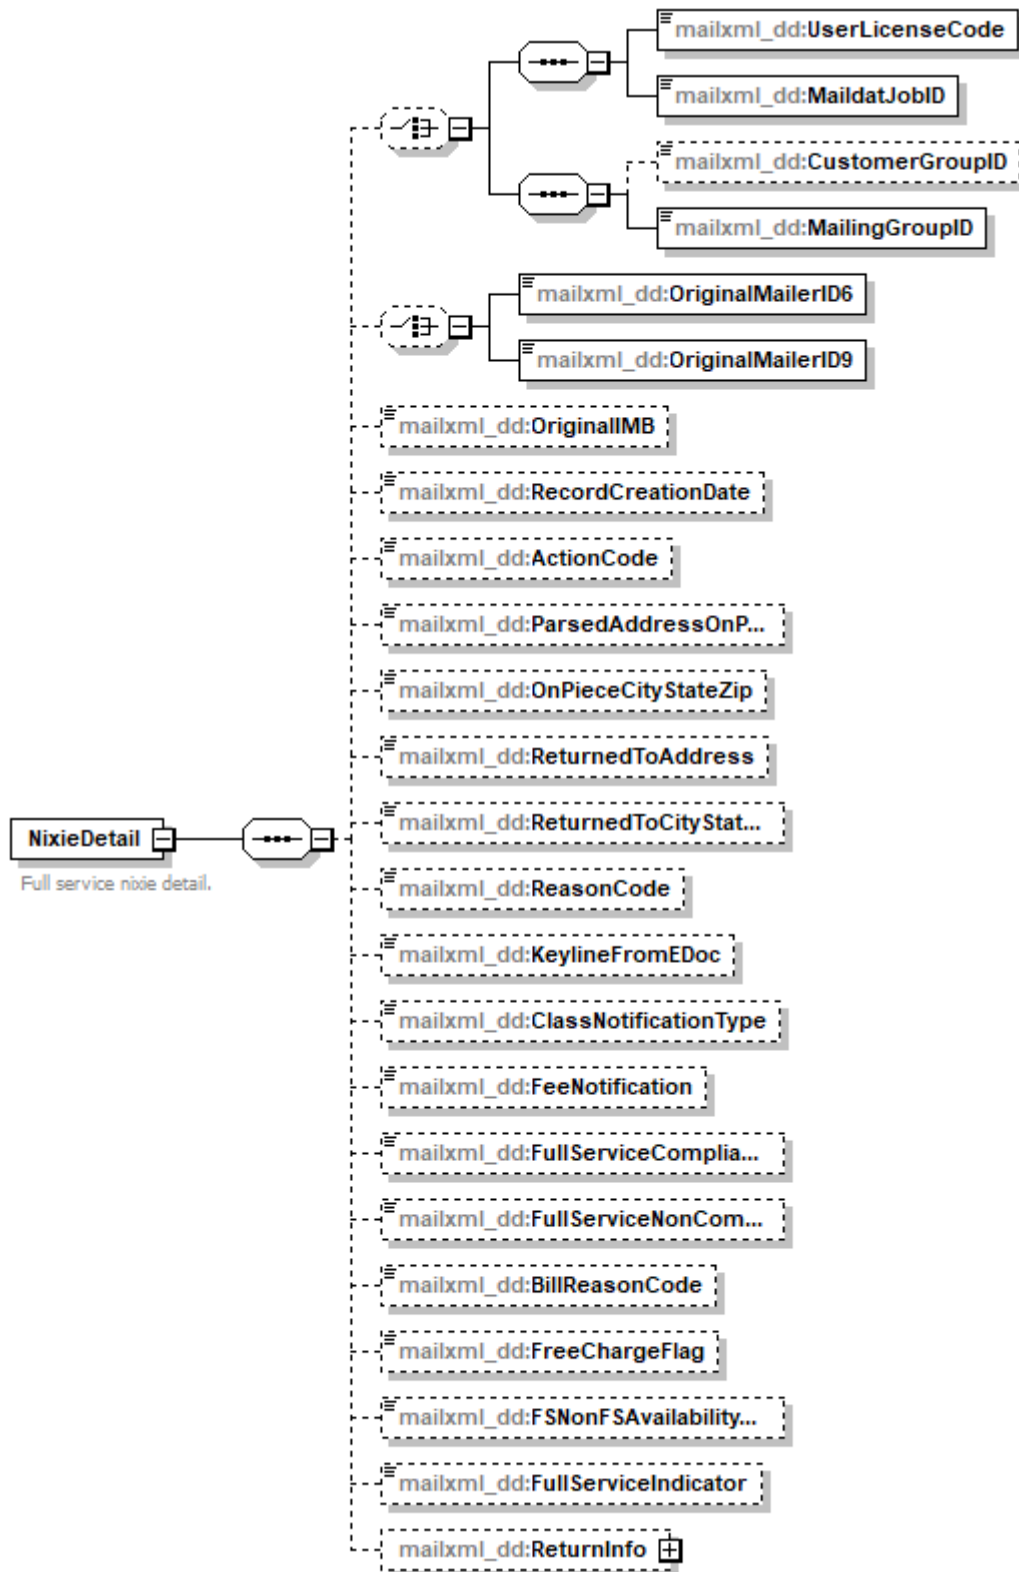 mailxml_dd:UserLicenseCode
mailxml_dd:MaildatJobID
mailxml_dd:CustomerGroupID
mailxml_dd:MailingGroupID
mailxml_dd:OriginalMailerID6
mailxml_dd:OriginalMailerID9
mailxml_dd:OriginalIMB
mailxml_dd:RecordCreationDate
mailxml_dd:ActionCode
mailxml_dd:ParsedAddressOnP...
mailxml_dd:OnPieceCityStateZip
mailxml_dd:ReturnedToAddress
mailxml_dd:ReturnedToCityStat...
NixieDetail
Full service nixie detail.
mailxml_dd:ReasonCode
mailxml_dd:KeylineFromEDoc
mailxml_dd:ClassNotificationType
mailxml_dd:FeeNotification
mailxml_dd:FullServiceComplia...
mailxml_dd:FullServiceNonCom...
mailxml_dd:BillReasonCode
mailxml_dd:FreeChargeFlag
mailxml_dd:FSNonFSAvailability...
mailxml_dd:FullServiceIndicator
mailxml_dd:ReturnInfo